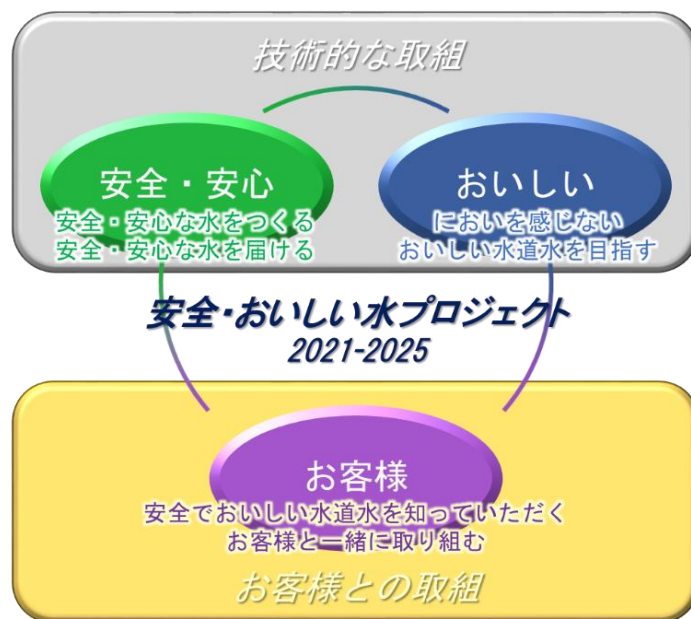 技術的な取組
安全・安心
安全・安心な水をつくる
安全・安心な水を届ける
おいしい
においを感じない
おいしい水道水を目指す
安全・おいしい水プロジェクト
2021-2025
お客様
安全でおいしい水道水を知っていただく
お客様と一緒に取り組む
お客様との取組